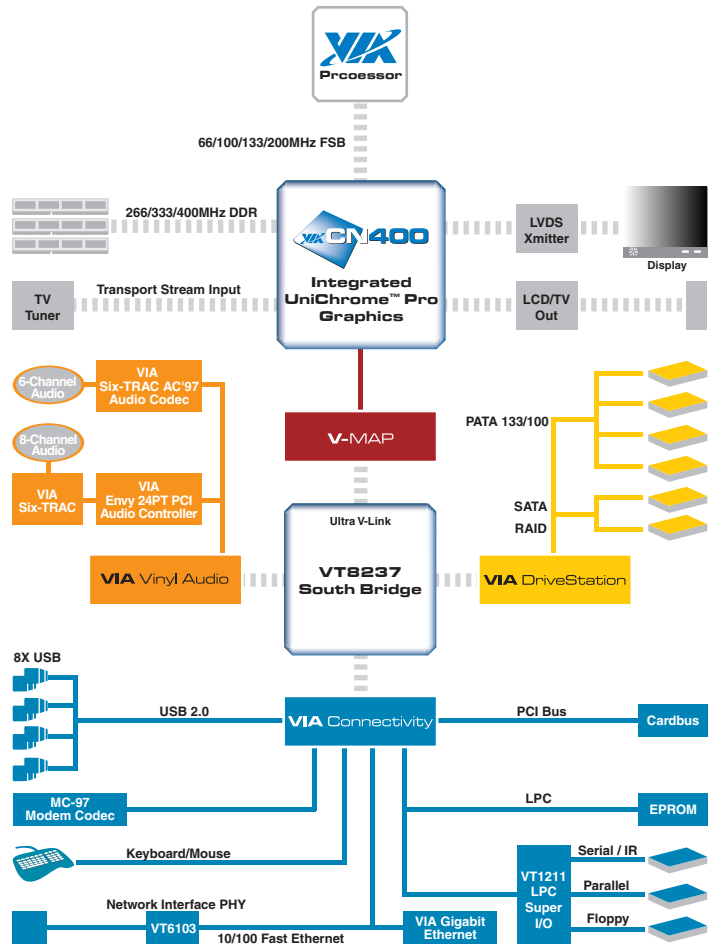 VIA
Prcoessor
66/100/133/200MHz FSB
266/333/400MHz DDR
VIA CN400
Integrated
UniChrome™ Pro
Graphics
LVDS
Xmitter
Display
TV
Tuner
Transport Stream Input
LCD/TV
Out
6-Channel
Audio
VIA
Six-TRAC AC'97
Audio Codec
8-Channel
Audio
VIA
Six-TRAC
VIA
Envy 24PT PCI
Audio Controller
V-MAP
PATA 133/100
SATA
RAID
Ultra V-Link
VT8237
South Bridge
VIA Vinyl Audio
VIA DriveStation
8X USB
USB 2.0
VIA Connectivity
PCI Bus
Cardbus
MC-97
Modem Codec
LPC
EPROM
Keyboard/Mouse
Serial / IR
VT1211
LPC
Super
I/O
Parallel
Floppy
Network Interface PHY
VT6103
10/100 Fast Ethernet
VIA Gigabit
Ethernet